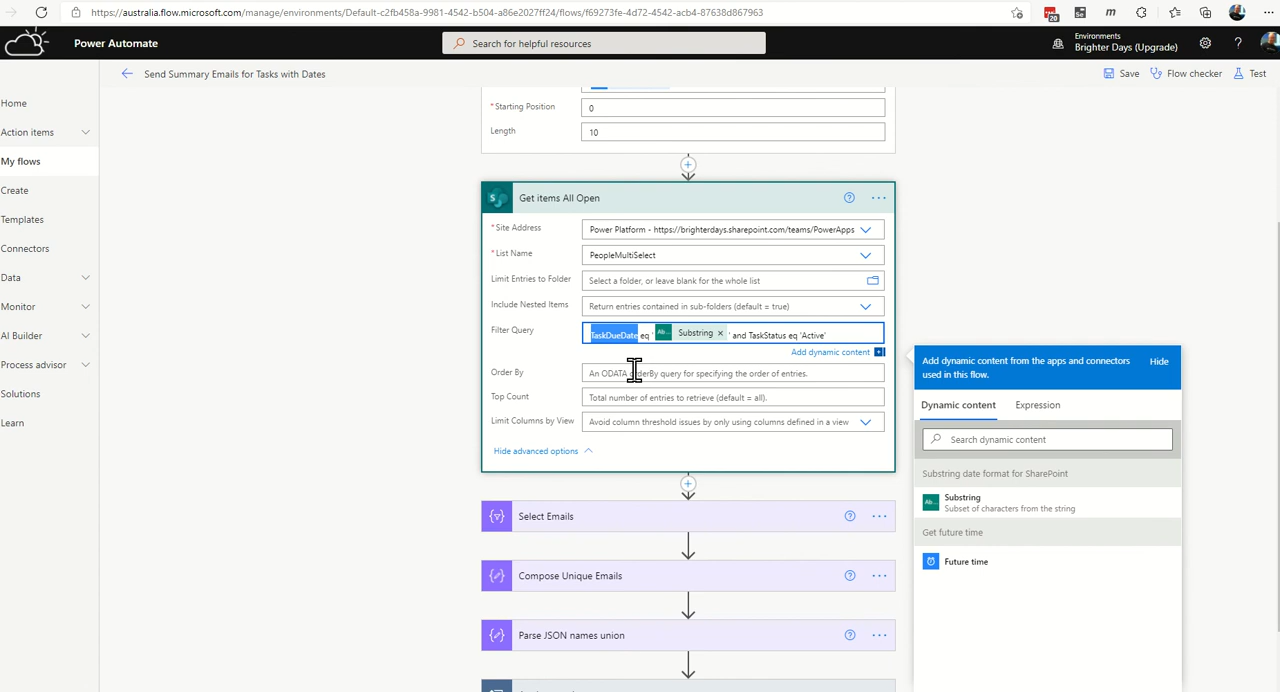 https://australia.flow.microsoft.com/manage/environments/Default-c2fb458a-9981-4542-b504-a86e2027ff24/flows/f69273fe-4d72-4542-acb4-87638d867963
20
m
Power Automate
Search for helpful resources
Environments
Brighter Days (Upgrade)
?
Send Summary Emails for Tasks with Dates
Save
Flow checker
Test
Home
Action items
My flows
Create
Templates
Connectors
Data
Monitor
AI Builder
Process advisor
Solutions
Learn
* Starting Position
0
Length
10
S
Get items All Open
* Site Address
Power Platform - https://brighterdays.sharepoint.com/teams/PowerApps
* List Name
PeopleMultiSelect
Limit Entries to Folder
Select a folder, or leave blank for the whole list
Include Nested Items
Return entries contained in sub-folders (default = true)
Filter Query
TaskDueDate eq ' Ab... Substring × ' and TaskStatus eq 'Active'
Add dynamic content
Order By
An ODATA orderBy query for specifying the order of entries.
Top Count
Total number of entries to retrieve (default = all).
Limit Columns by View
Avoid column threshold issues by only using columns defined in a view
Hide advanced options
Select Emails
Compose Unique Emails
Parse JSON names union
Add dynamic content from the apps and connectors
used in this flow.
Hide
Dynamic content
Expression
Search dynamic content
Substring date format for SharePoint
Ab...
Substring
Subset of characters from the string
Get future time
Future time